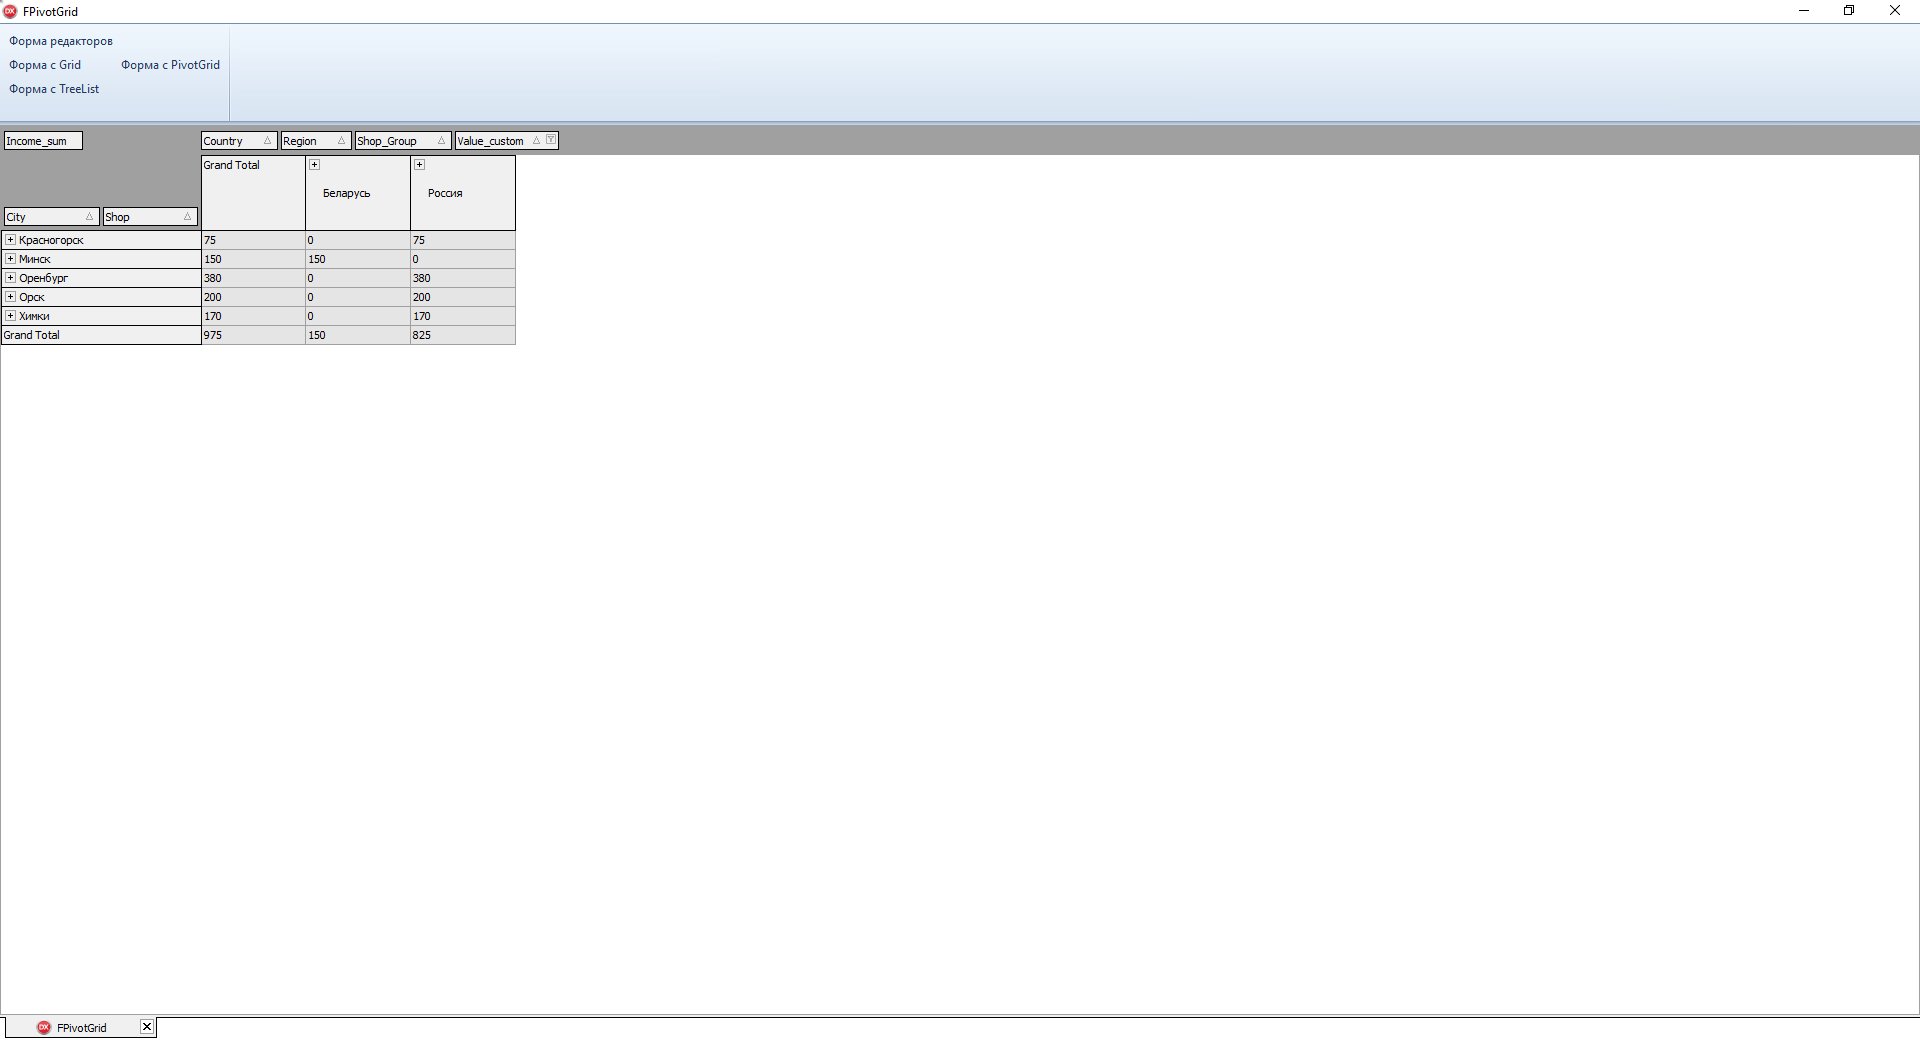 FPivotGrid
Форма редакторов
Форма с Grid Форма с PivotGrid
Форма с TreeList
Income_sum Country Region Shop_Group Value_custom
Grand Total
Беларусь Россия
City Shop
Красногорск 75 0 75
Минск 150 150 0
Оренбург 380 0 380
Орск 200 0 200
Химки 170 0 170
Grand Total 975 150 825
FPivotGrid